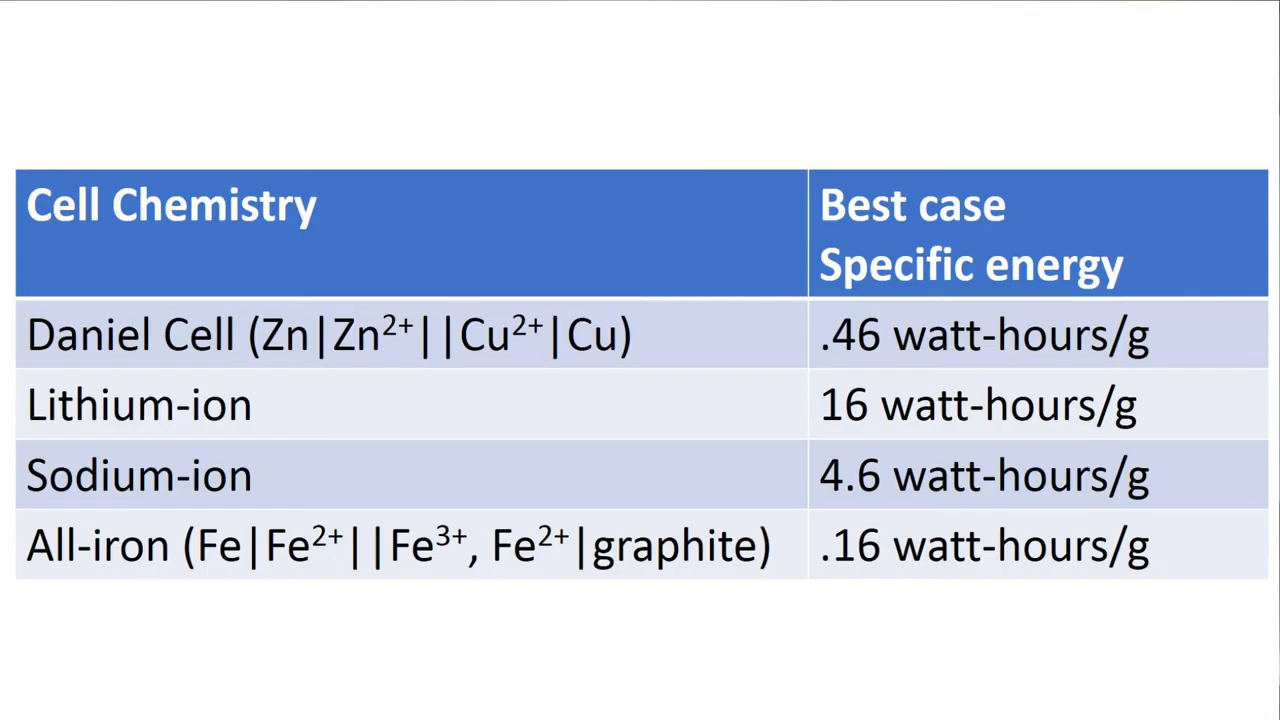 Cell Chemistry
Best case
Specific energy
Daniel Cell (Zn|Zn²⁺||Cu²⁺|Cu)
.46 watt-hours/g
Lithium-ion
16 watt-hours/g
Sodium-ion
4.6 watt-hours/g
All-iron (Fe|Fe²⁺||Fe³⁺, Fe²⁺|graphite)
.16 watt-hours/g